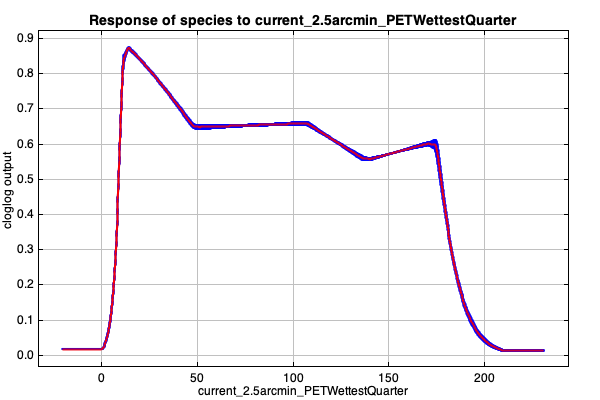 Response of species to current_2.5arcmin_PETWettestQuarter
0.9
0.8
0.7
0.6
0.5
0.4
0.3
0.2
0.1
0.0
cloglog output
0 50 100 150 200
current_2.5arcmin_PETWettestQuarter